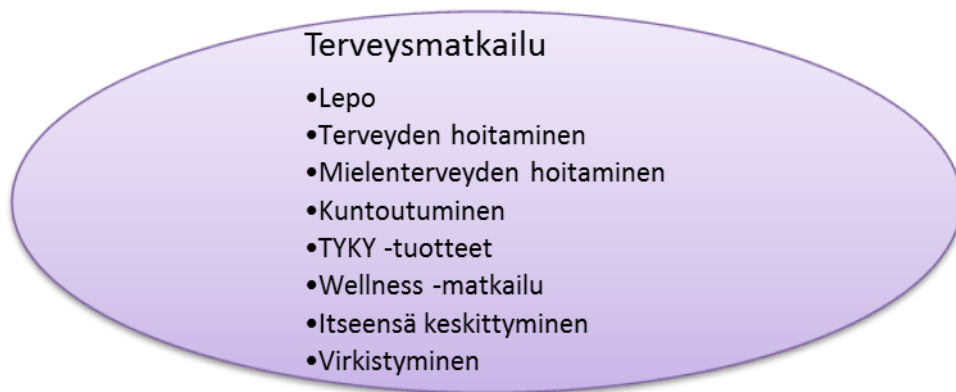 Terveysmatkailu
•Lepo
•Terveyden hoitaminen
•Mielenterveyden hoitaminen
•Kuntoutuminen
•TYKY -tuotteet
•Wellness -matkailu
•Itseensä keskittyminen
•Virkistyminen